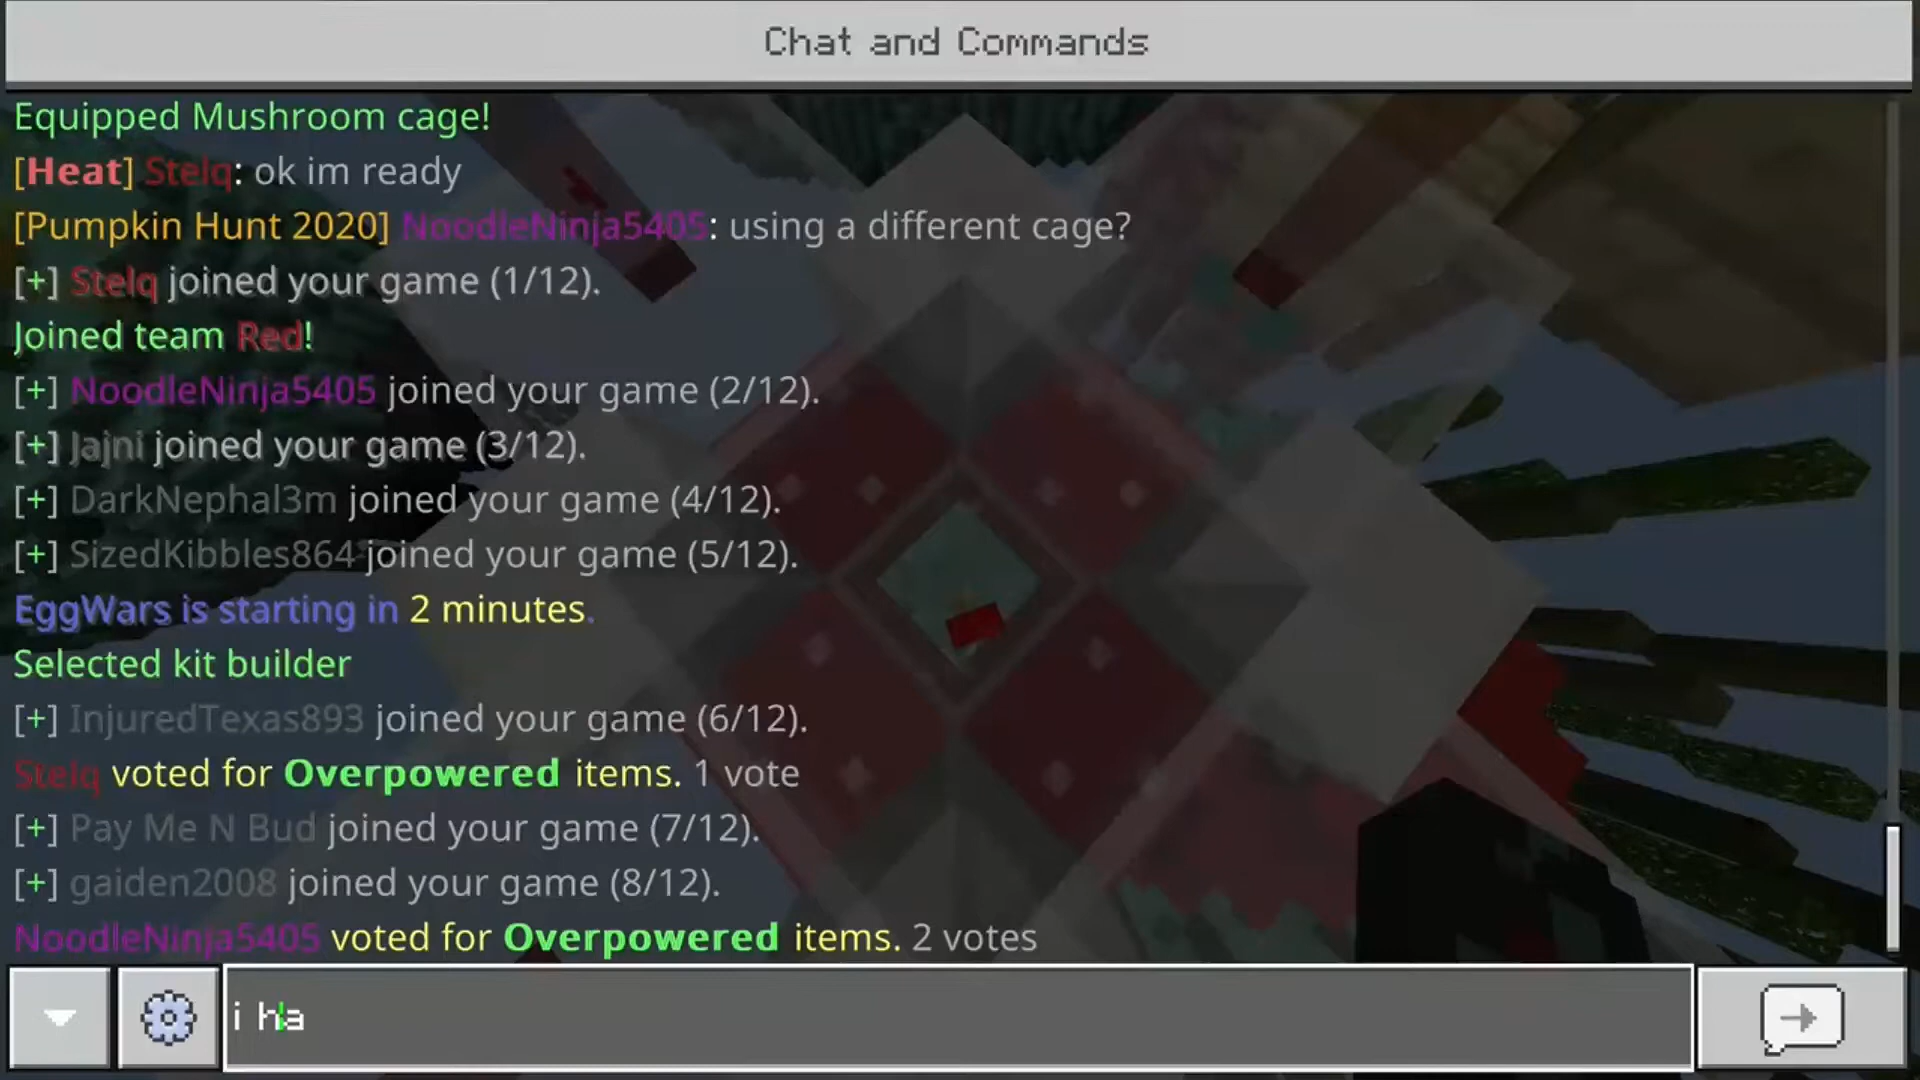 Chat and Commands
Equipped Mushroom cage!
[Heat] Stelq: ok im ready
[Pumpkin Hunt 2020] NoodleNinja5405: using a different cage?
[+] Stelq joined your game (1/12).
Joined team Red!
[+] NoodleNinja5405 joined your game (2/12).
[+] Jajni joined your game (3/12).
[+] DarkNephal3m joined your game (4/12).
[+] SizedKibbles864 joined your game (5/12).
EggWars is starting in 2 minutes.
Selected kit builder
[+] InjuredTexas893 joined your game (6/12).
Stelq voted for Overpowered items. 1 vote
[+] Pay Me N Bud joined your game (7/12).
[+] gaiden2008 joined your game (8/12).
NoodleNinja5405 voted for Overpowered items. 2 votes
i ha